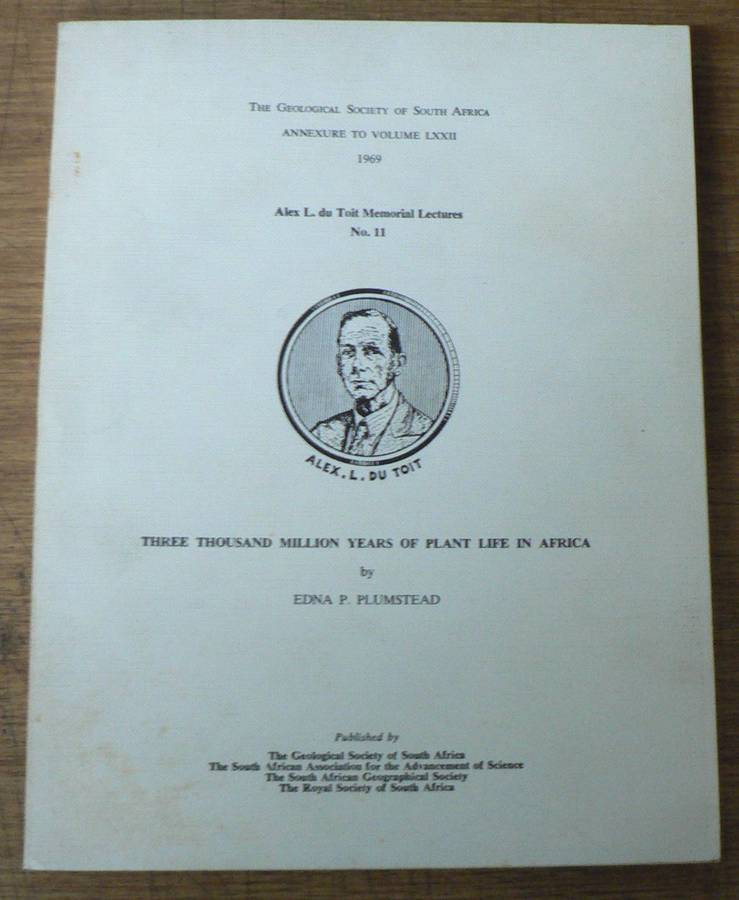 THE GEOLOGICAL SOCIETY OF SOUTH AFRICA
ANNEXURE TO VOLUME LXXII
1969
Alex L. du Toit Memorial Lectures
No. 11
ALEX. L. DU TOIT
THREE THOUSAND MILLION YEARS OF PLANT LIFE IN AFRICA
by
EDNA P. PLUMSTEAD
Published by
The Geological Society of South Africa
The South African Association for the Advancement of Science
The South African Geographical Society
The Royal Society of South Africa